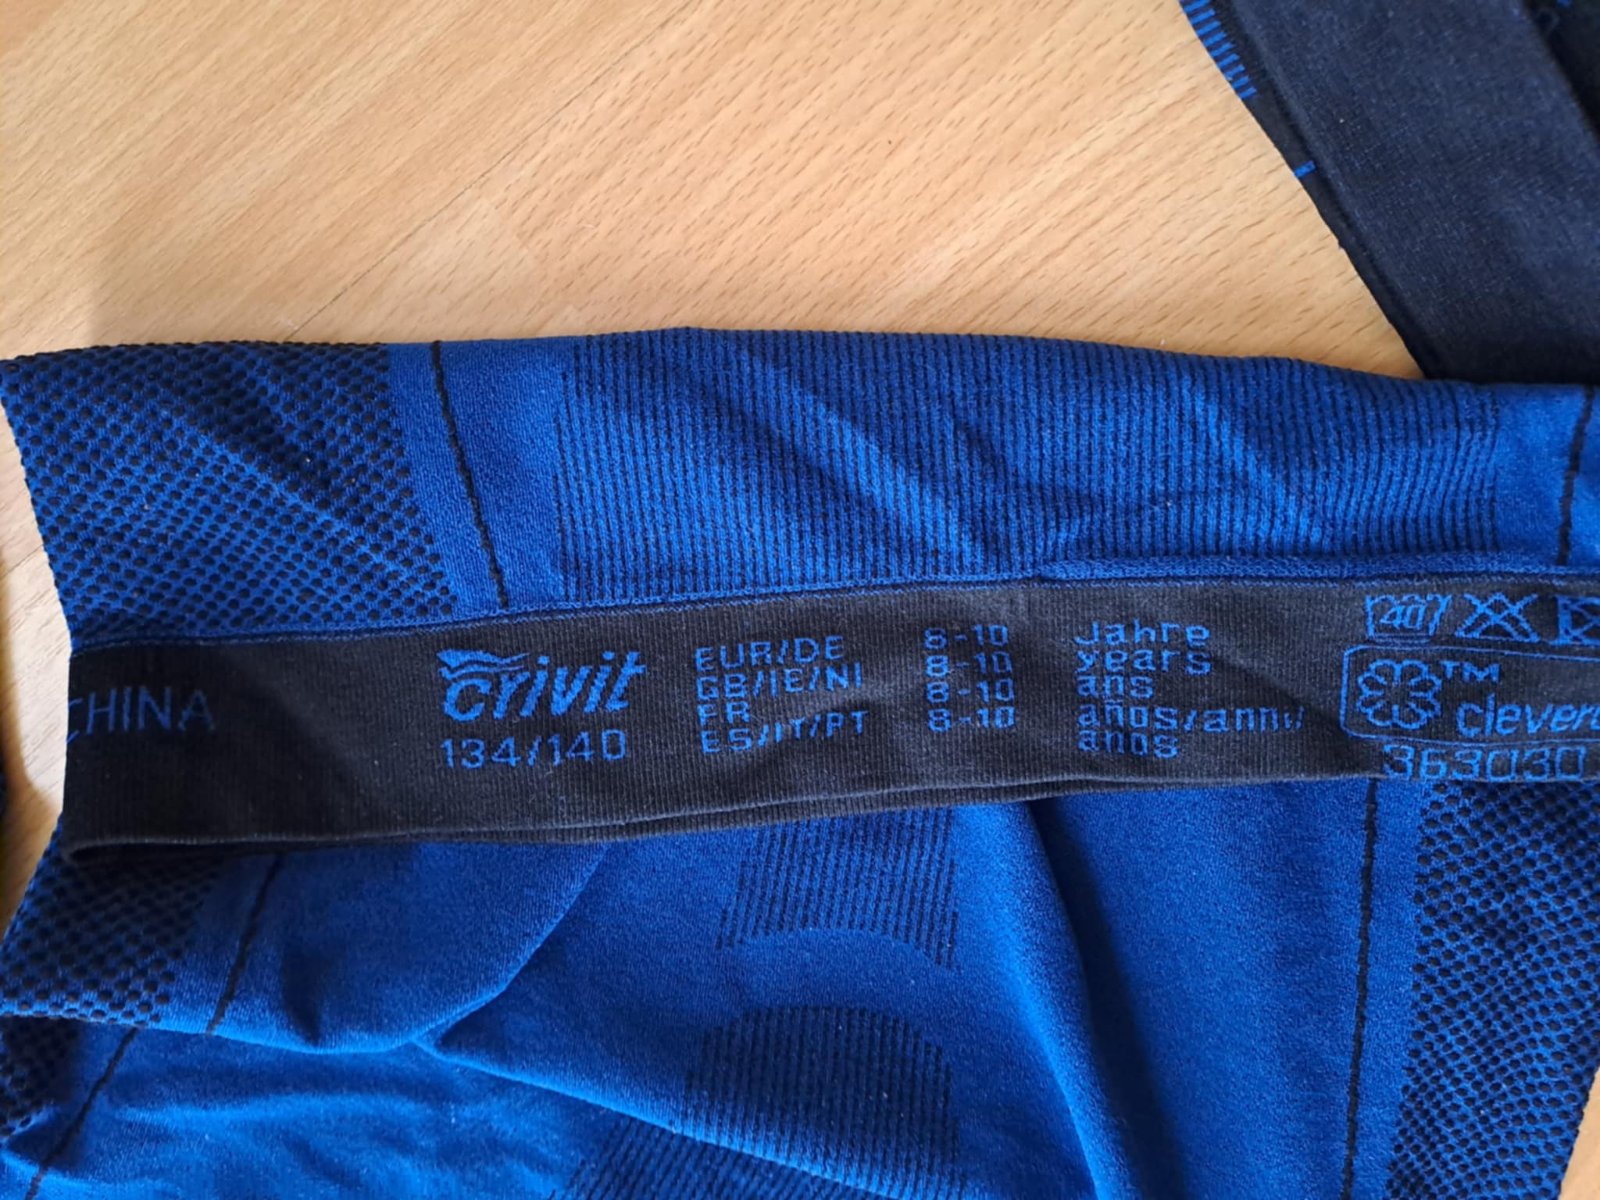 CHINA
crivit
134/140
EUR/DE 8-10 Jahre
GB/IE/NI 8-10 years
FR 8-10 ans
ES/IT/PT 8-10 años/anni/
anos
40
TM
clever
363030